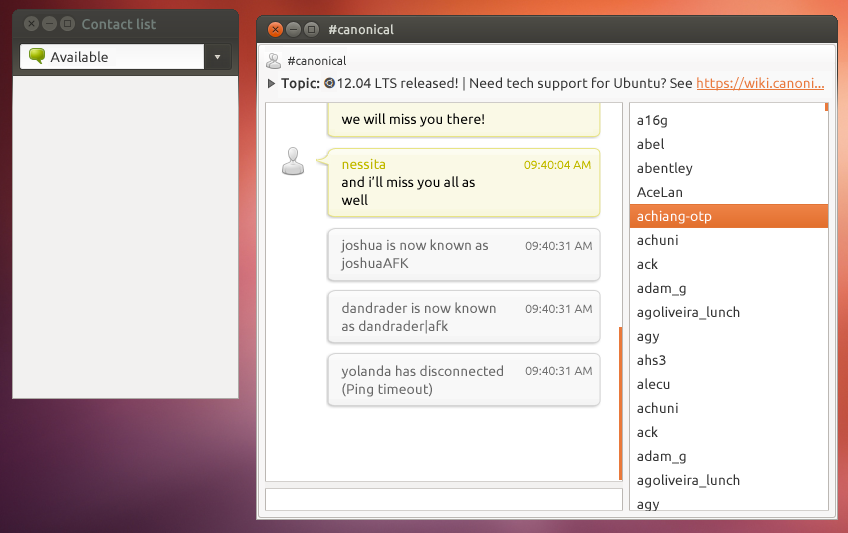 Contact list
Available
#canonical
#canonical
Topic: 12.04 LTS released! | Need tech support for Ubuntu? See https://wiki.canoni...
we will miss you there!
nessita 09:40:04 AM
and i'll miss you all as
well
joshua is now known as 09:40:31 AM
joshuaAFK
dandrader is now known 09:40:31 AM
as dandrader|afk
yolanda has disconnected 09:40:31 AM
(Ping timeout)
a16g
abel
abentley
AceLan
achiang-otp
achuni
ack
adam_g
agoliveira_lunch
agy
ahs3
alecu
achuni
ack
adam_g
agoliveira_lunch
agy